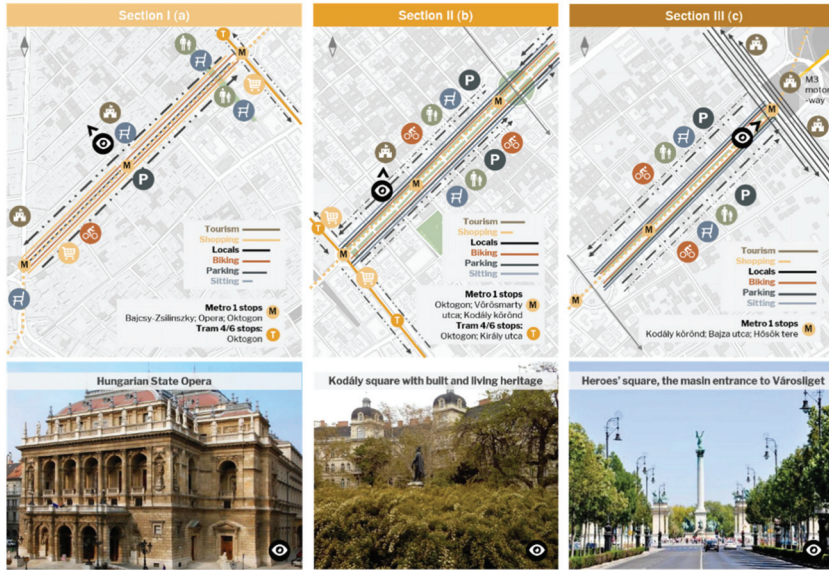 Section I (a)
T
M
M
P
M
Tourism
Shopping
Locals
Biking
Parking
Sitting
Metro 1 stops
Bajcsy-Zsilinszky; Opera; Oktogon
M
Tram 4/6 stops:
Oktogon
T
Hungarian State Opera
Section II (b)
P
M
P
M
T
M
T
Tourism
Shopping
Locals
Biking
Parking
Sitting
Metro 1 stops
Oktogon; Vörösmarty
utca; Kodály körönd
M
Tram 4/6 stops:
Oktogon; Király utca
T
Kodály square with built and living heritage
Section III (c)
M3
motor
-way
M
P
P
M
M
Tourism
Shopping
Locals
Biking
Parking
Sitting
Metro 1 stops
Kodály körönd; Bajza utca; Hősök tere
M
Heroes' square, the masin entrance to Városliget